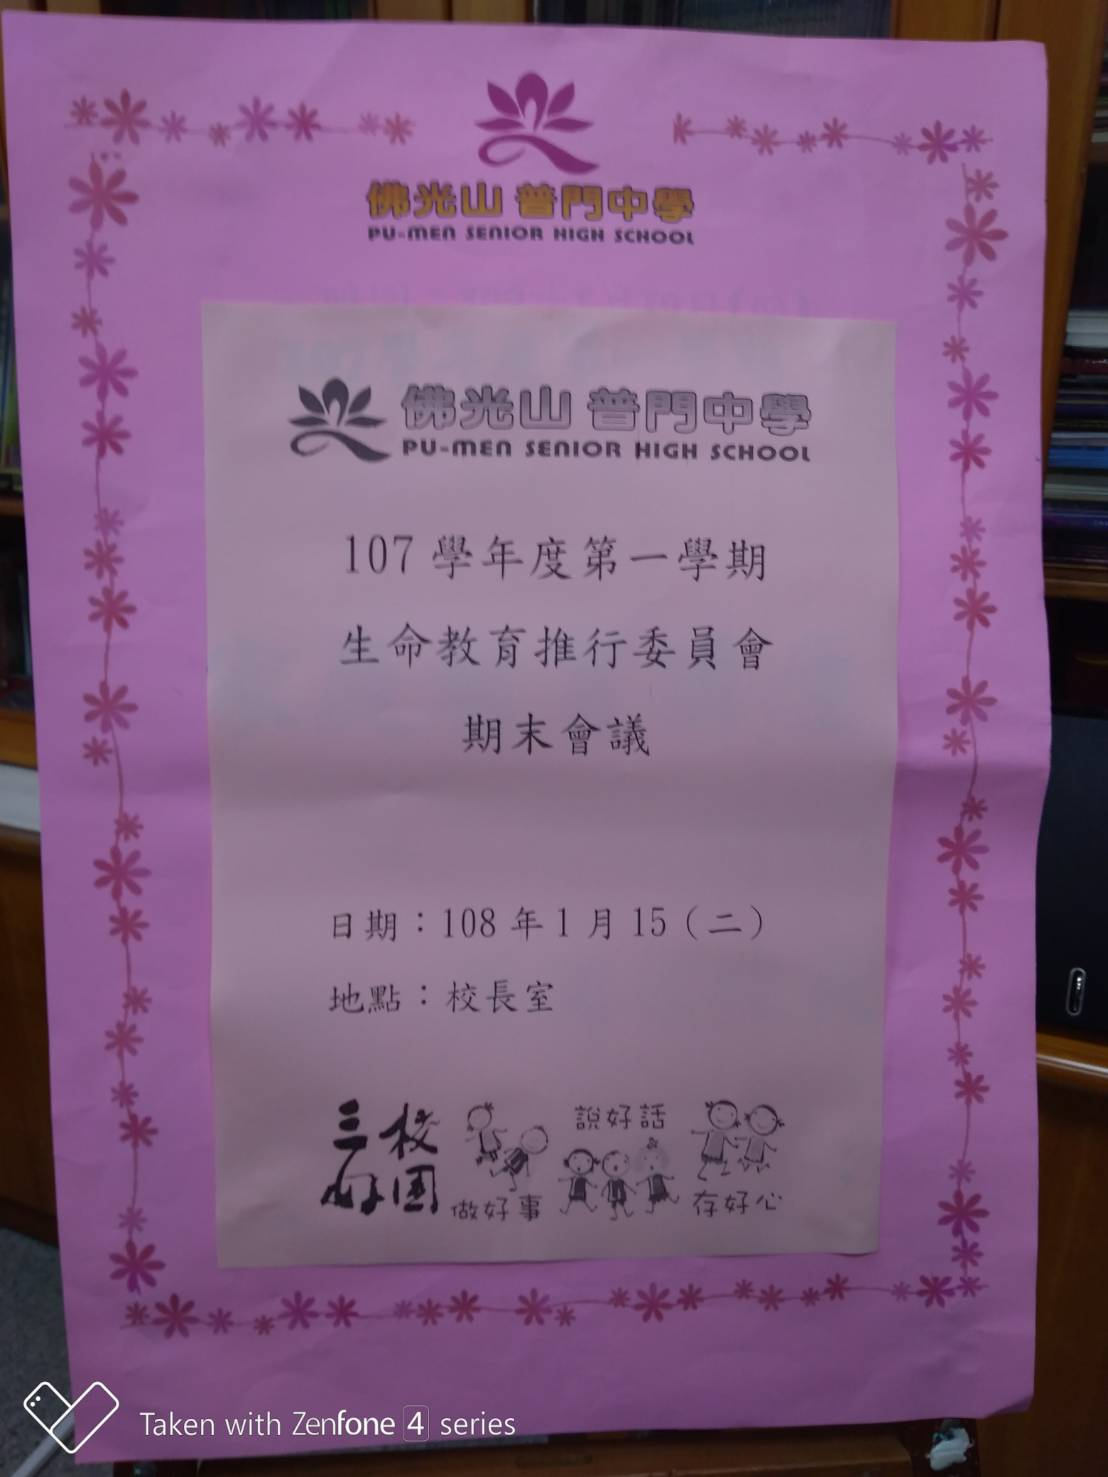 佛光山 普門中學
PU-MEN SENIOR HIGH SCHOOL
佛光山 普門中學
PU-MEN SENIOR HIGH SCHOOL
107 學年度第一學期
生命教育推行委員會
期末會議
日期：108 年 1 月 15（二）
地點：校長室
三好校園
說好話
做好事
存好心
Taken with Zenfone 4 series